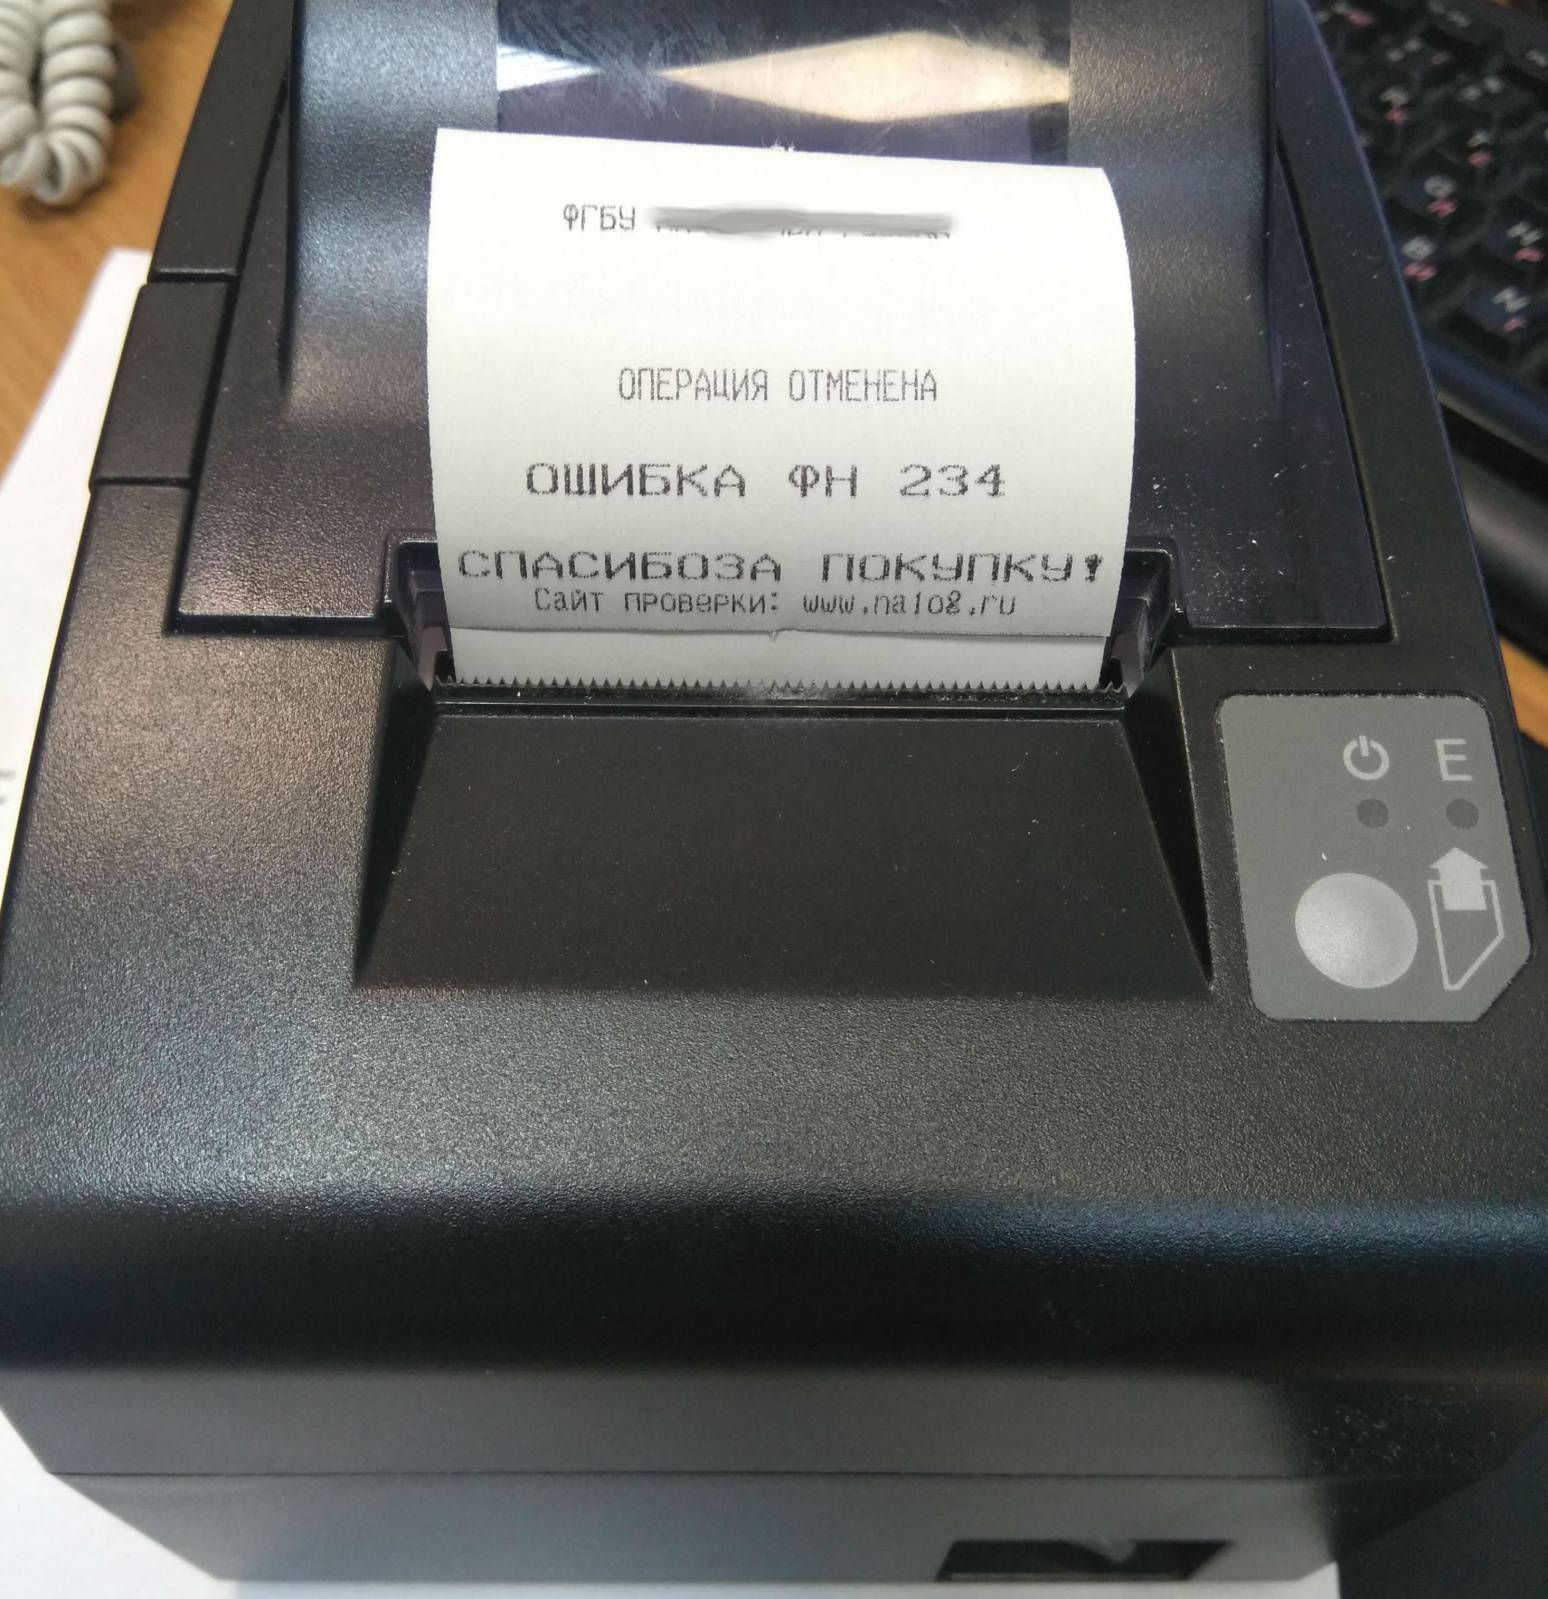 ФГБУ
ОПЕРАЦИЯ ОТМЕНЕНА
ОШИБКА ФН 234
СПАСИБОЗА ПОКУПКУ!
Сайт проверки: www.nalog.ru
E